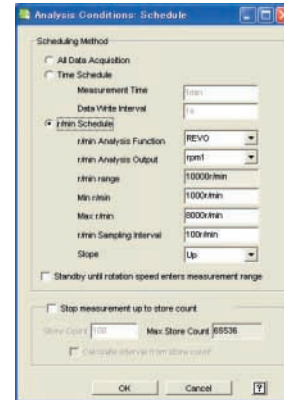 Analysis Conditions: Schedule
Scheduling Method
All Data Acquisition
Time Schedule
Measurement Time 1min
Data Write Interval 1s
r/min Schedule
r/min Analysis Function REVO
r/min Analysis Output rpm1
r/min range 10000r/min
Min r/min 1000r/min
Max r/min 8000r/min
r/min Sampling Interval 100r/min
Slope Up
Standby until rotation speed enters measurement range
Stop measurement up to store count
Store Count 100 Max Store Count 65536
Calculate interval from store count
OK Cancel ?